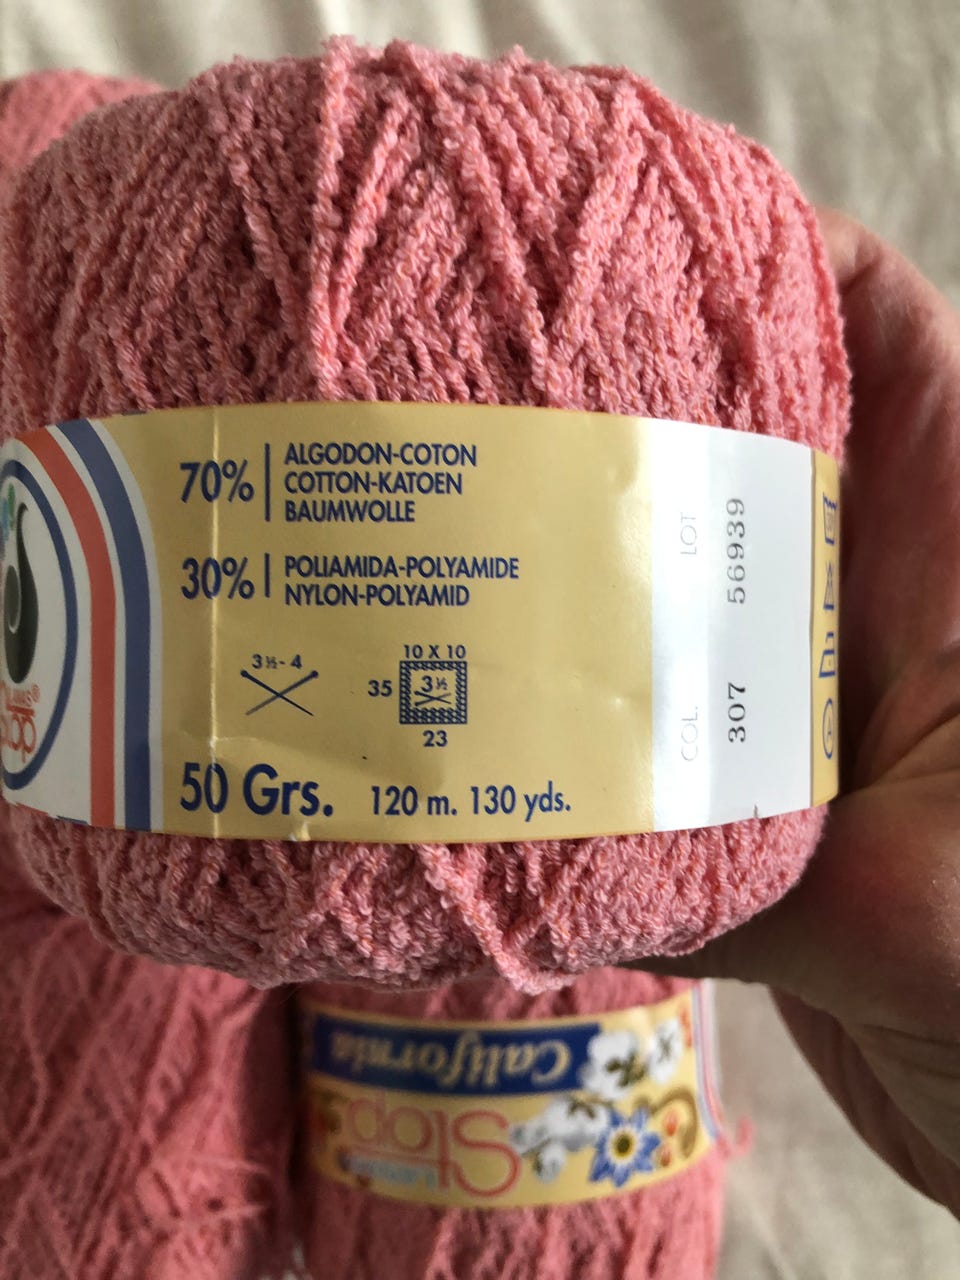 70%
ALGODON-COTON
COTTON-KATOEN
BAUMWOLLE
30%
POLIAMIDA-POLYAMIDE
NYLON-POLYAMID
3½-4
10 X 10
35
3½
23
50 Grs. 120 m. 130 yds.
LOT 56939
COL. 307
stop
California
Stop